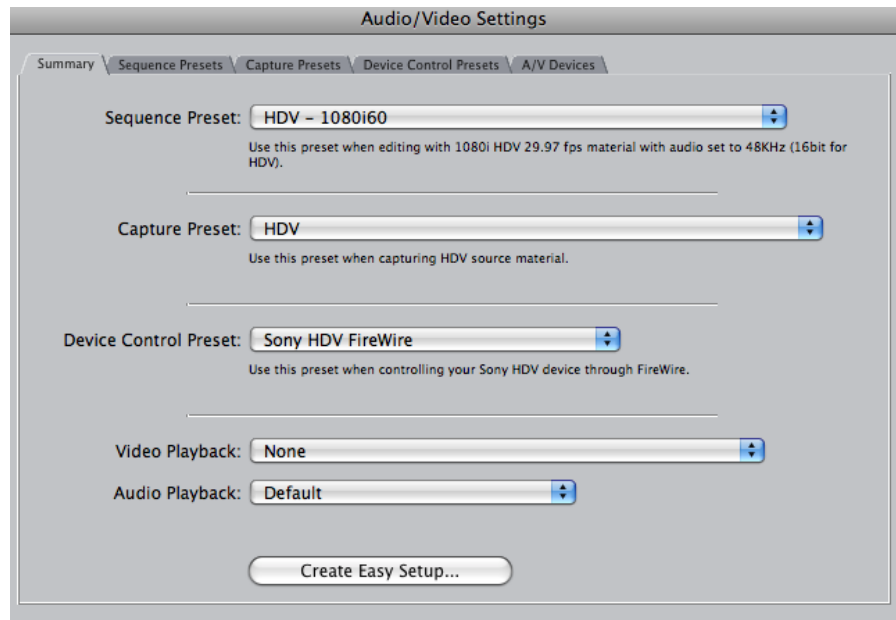 Audio/Video Settings
Summary Sequence Presets Capture Presets Device Control Presets A/V Devices
Sequence Preset: HDV - 1080i60
Use this preset when editing with 1080i HDV 29.97 fps material with audio set to 48KHz (16bit for
HDV).
Capture Preset: HDV
Use this preset when capturing HDV source material.
Device Control Preset: Sony HDV FireWire
Use this preset when controlling your Sony HDV device through FireWire.
Video Playback: None
Audio Playback: Default
Create Easy Setup...